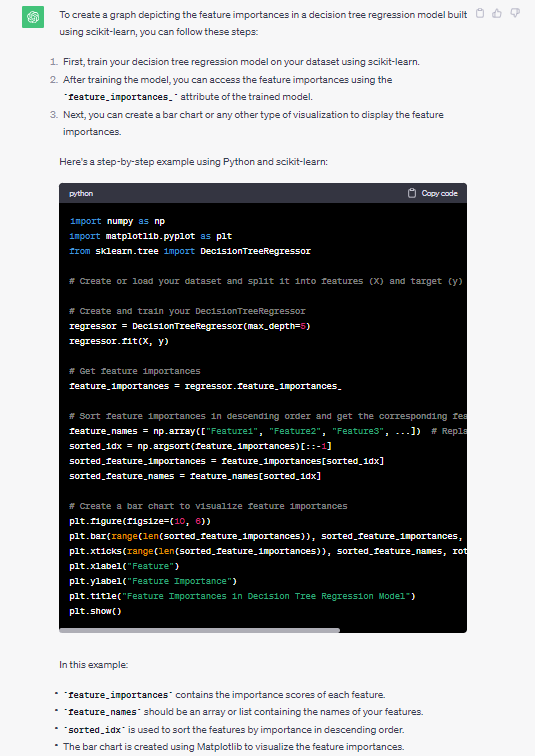 To create a graph depicting the feature importances in a decision tree regression model built
using scikit-learn, you can follow these steps:
1. First, train your decision tree regression model on your dataset using scikit-learn.
2. After training the model, you can access the feature importances using the
`feature_importances_` attribute of the trained model.
3. Next, you can create a bar chart or any other type of visualization to display the feature
importances.
Here's a step-by-step example using Python and scikit-learn:
python Copy code
import numpy as np
import matplotlib.pyplot as plt
from sklearn.tree import DecisionTreeRegressor
# Create or load your dataset and split it into features (X) and target (y)
# Create and train your DecisionTreeRegressor
regressor = DecisionTreeRegressor(max_depth=5)
regressor.fit(X, y)
# Get feature importances
feature_importances = regressor.feature_importances_
# Sort feature importances in descending order and get the corresponding fea
feature_names = np.array(["Feature1", "Feature2", "Feature3", ...])  # Repla
sorted_idx = np.argsort(feature_importances)[::-1]
sorted_feature_importances = feature_importances[sorted_idx]
sorted_feature_names = feature_names[sorted_idx]
# Create a bar chart to visualize feature importances
plt.figure(figsize=(10, 6))
plt.bar(range(len(sorted_feature_importances)), sorted_feature_importances,
plt.xticks(range(len(sorted_feature_importances)), sorted_feature_names, rot
plt.xlabel("Feature")
plt.ylabel("Feature Importance")
plt.title("Feature Importances in Decision Tree Regression Model")
plt.show()
In this example:
• `feature_importances` contains the importance scores of each feature.
• `feature_names` should be an array or list containing the names of your features.
• `sorted_idx` is used to sort the features by importance in descending order.
• The bar chart is created using Matplotlib to visualize the feature importances.